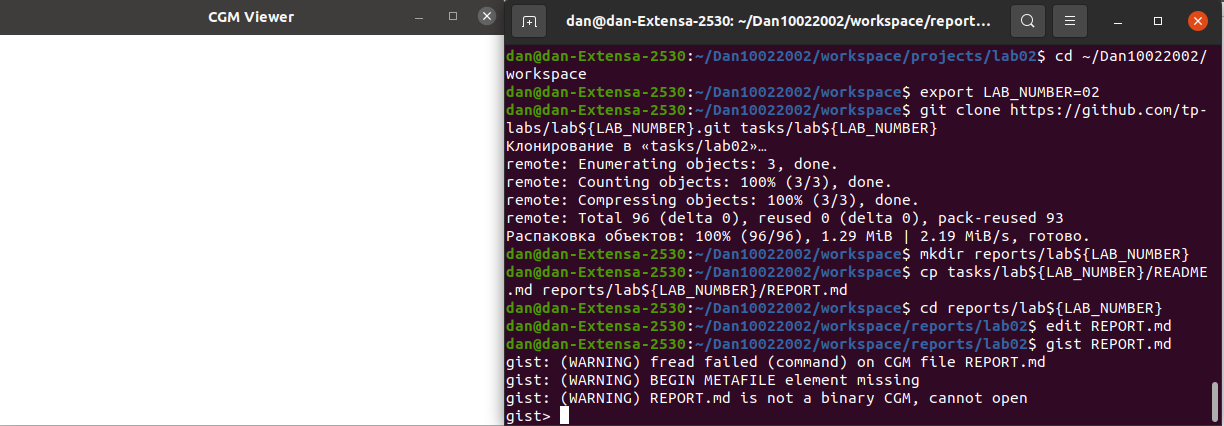 CGM Viewer
dan@dan-Extensa-2530: ~/Dan10022002/workspace/report...
dan@dan-Extensa-2530:~/Dan10022002/workspace/projects/lab02$ cd ~/Dan10022002/
workspace
dan@dan-Extensa-2530:~/Dan10022002/workspace$ export LAB_NUMBER=02
dan@dan-Extensa-2530:~/Dan10022002/workspace$ git clone https://github.com/tp-
labs/lab${LAB_NUMBER}.git tasks/lab${LAB_NUMBER}
Клонирование в «tasks/lab02»…
remote: Enumerating objects: 3, done.
remote: Counting objects: 100% (3/3), done.
remote: Compressing objects: 100% (3/3), done.
remote: Total 96 (delta 0), reused 0 (delta 0), pack-reused 93
Распаковка объектов: 100% (96/96), 1.29 MiB | 2.19 MiB/s, готово.
dan@dan-Extensa-2530:~/Dan10022002/workspace$ mkdir reports/lab${LAB_NUMBER}
dan@dan-Extensa-2530:~/Dan10022002/workspace$ cp tasks/lab${LAB_NUMBER}/README
.md reports/lab${LAB_NUMBER}/REPORT.md
dan@dan-Extensa-2530:~/Dan10022002/workspace$ cd reports/lab${LAB_NUMBER}
dan@dan-Extensa-2530:~/Dan10022002/workspace/reports/lab02$ edit REPORT.md
dan@dan-Extensa-2530:~/Dan10022002/workspace/reports/lab02$ gist REPORT.md
gist: (WARNING) fread failed (command) on CGM file REPORT.md
gist: (WARNING) BEGIN METAFILE element missing
gist: (WARNING) REPORT.md is not a binary CGM, cannot open
gist>